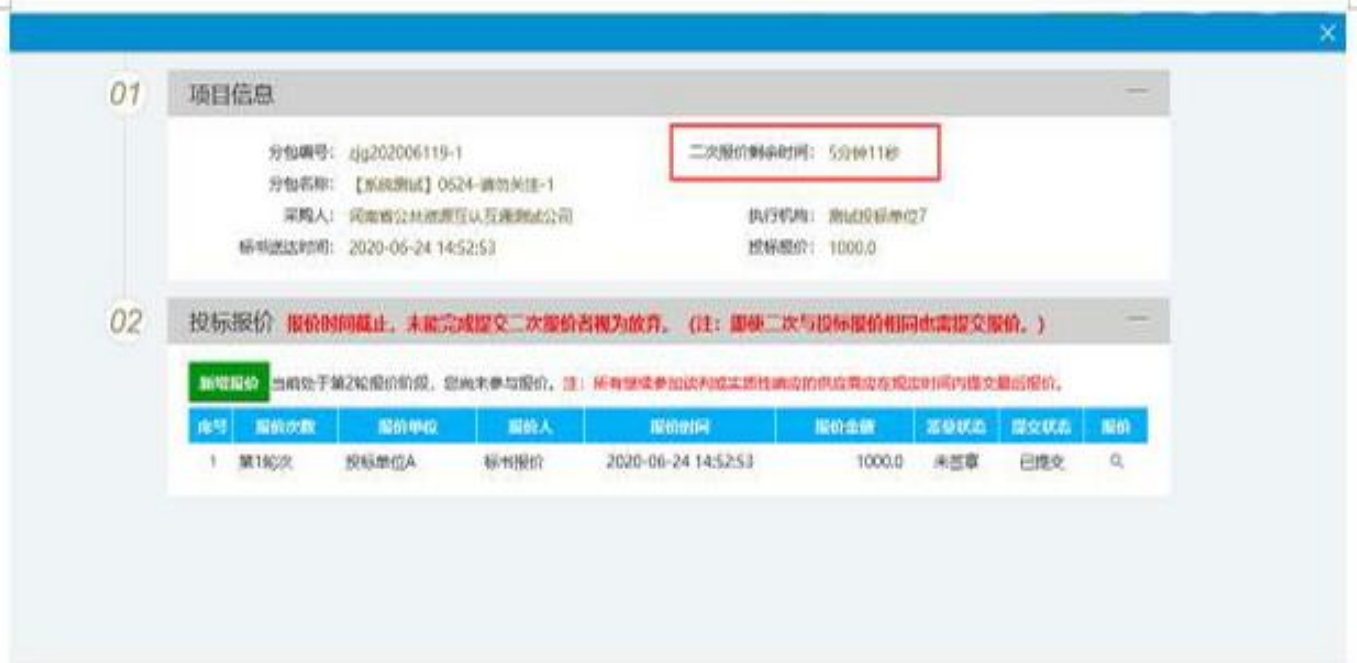 01 项目信息
分包编号： zjg202006119-1 二次报价剩余时间： 5分钟11秒
分包名称： 【系统测试】0624-请勿关注-1
采购人： 河南省公共资源互认互通测试公司 执行机构： 测试投标单位7
标书送达时间： 2020-06-24 14:52:53 投标报价： 1000.0
02 投标报价 报价时间截止，未能完成提交二次报价者视为放弃。（注：即使二次与投标报价相同也需提交报价。）
新增报价 当前处于第2轮报价阶段，您尚未参与报价。注：所有继续参加谈判或实质性响应的供应商应在规定时间内提交最后报价。
序号 报价次数 报价单位 报价人 报价时间 报价金额 签章状态 提交状态 报价
1 第1轮次 投标单位A 标书报价 2020-06-24 14:52:53 1000.0 未签章 已提交